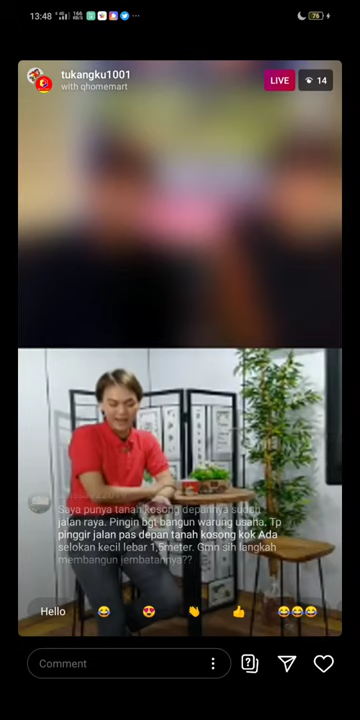 13:48
166
76
tukangku1001
with qhomemart
LIVE
14
Saya punya tanah kosong depannya sudah
jalan raya. Pingin bgt bangun warung usaha. Tp
pinggir jalan pas depan tanah kosong kok Ada
selokan kecil lebar 1,5meter. Gmn sih langkah
membangun jembatannya??
Hello
Comment